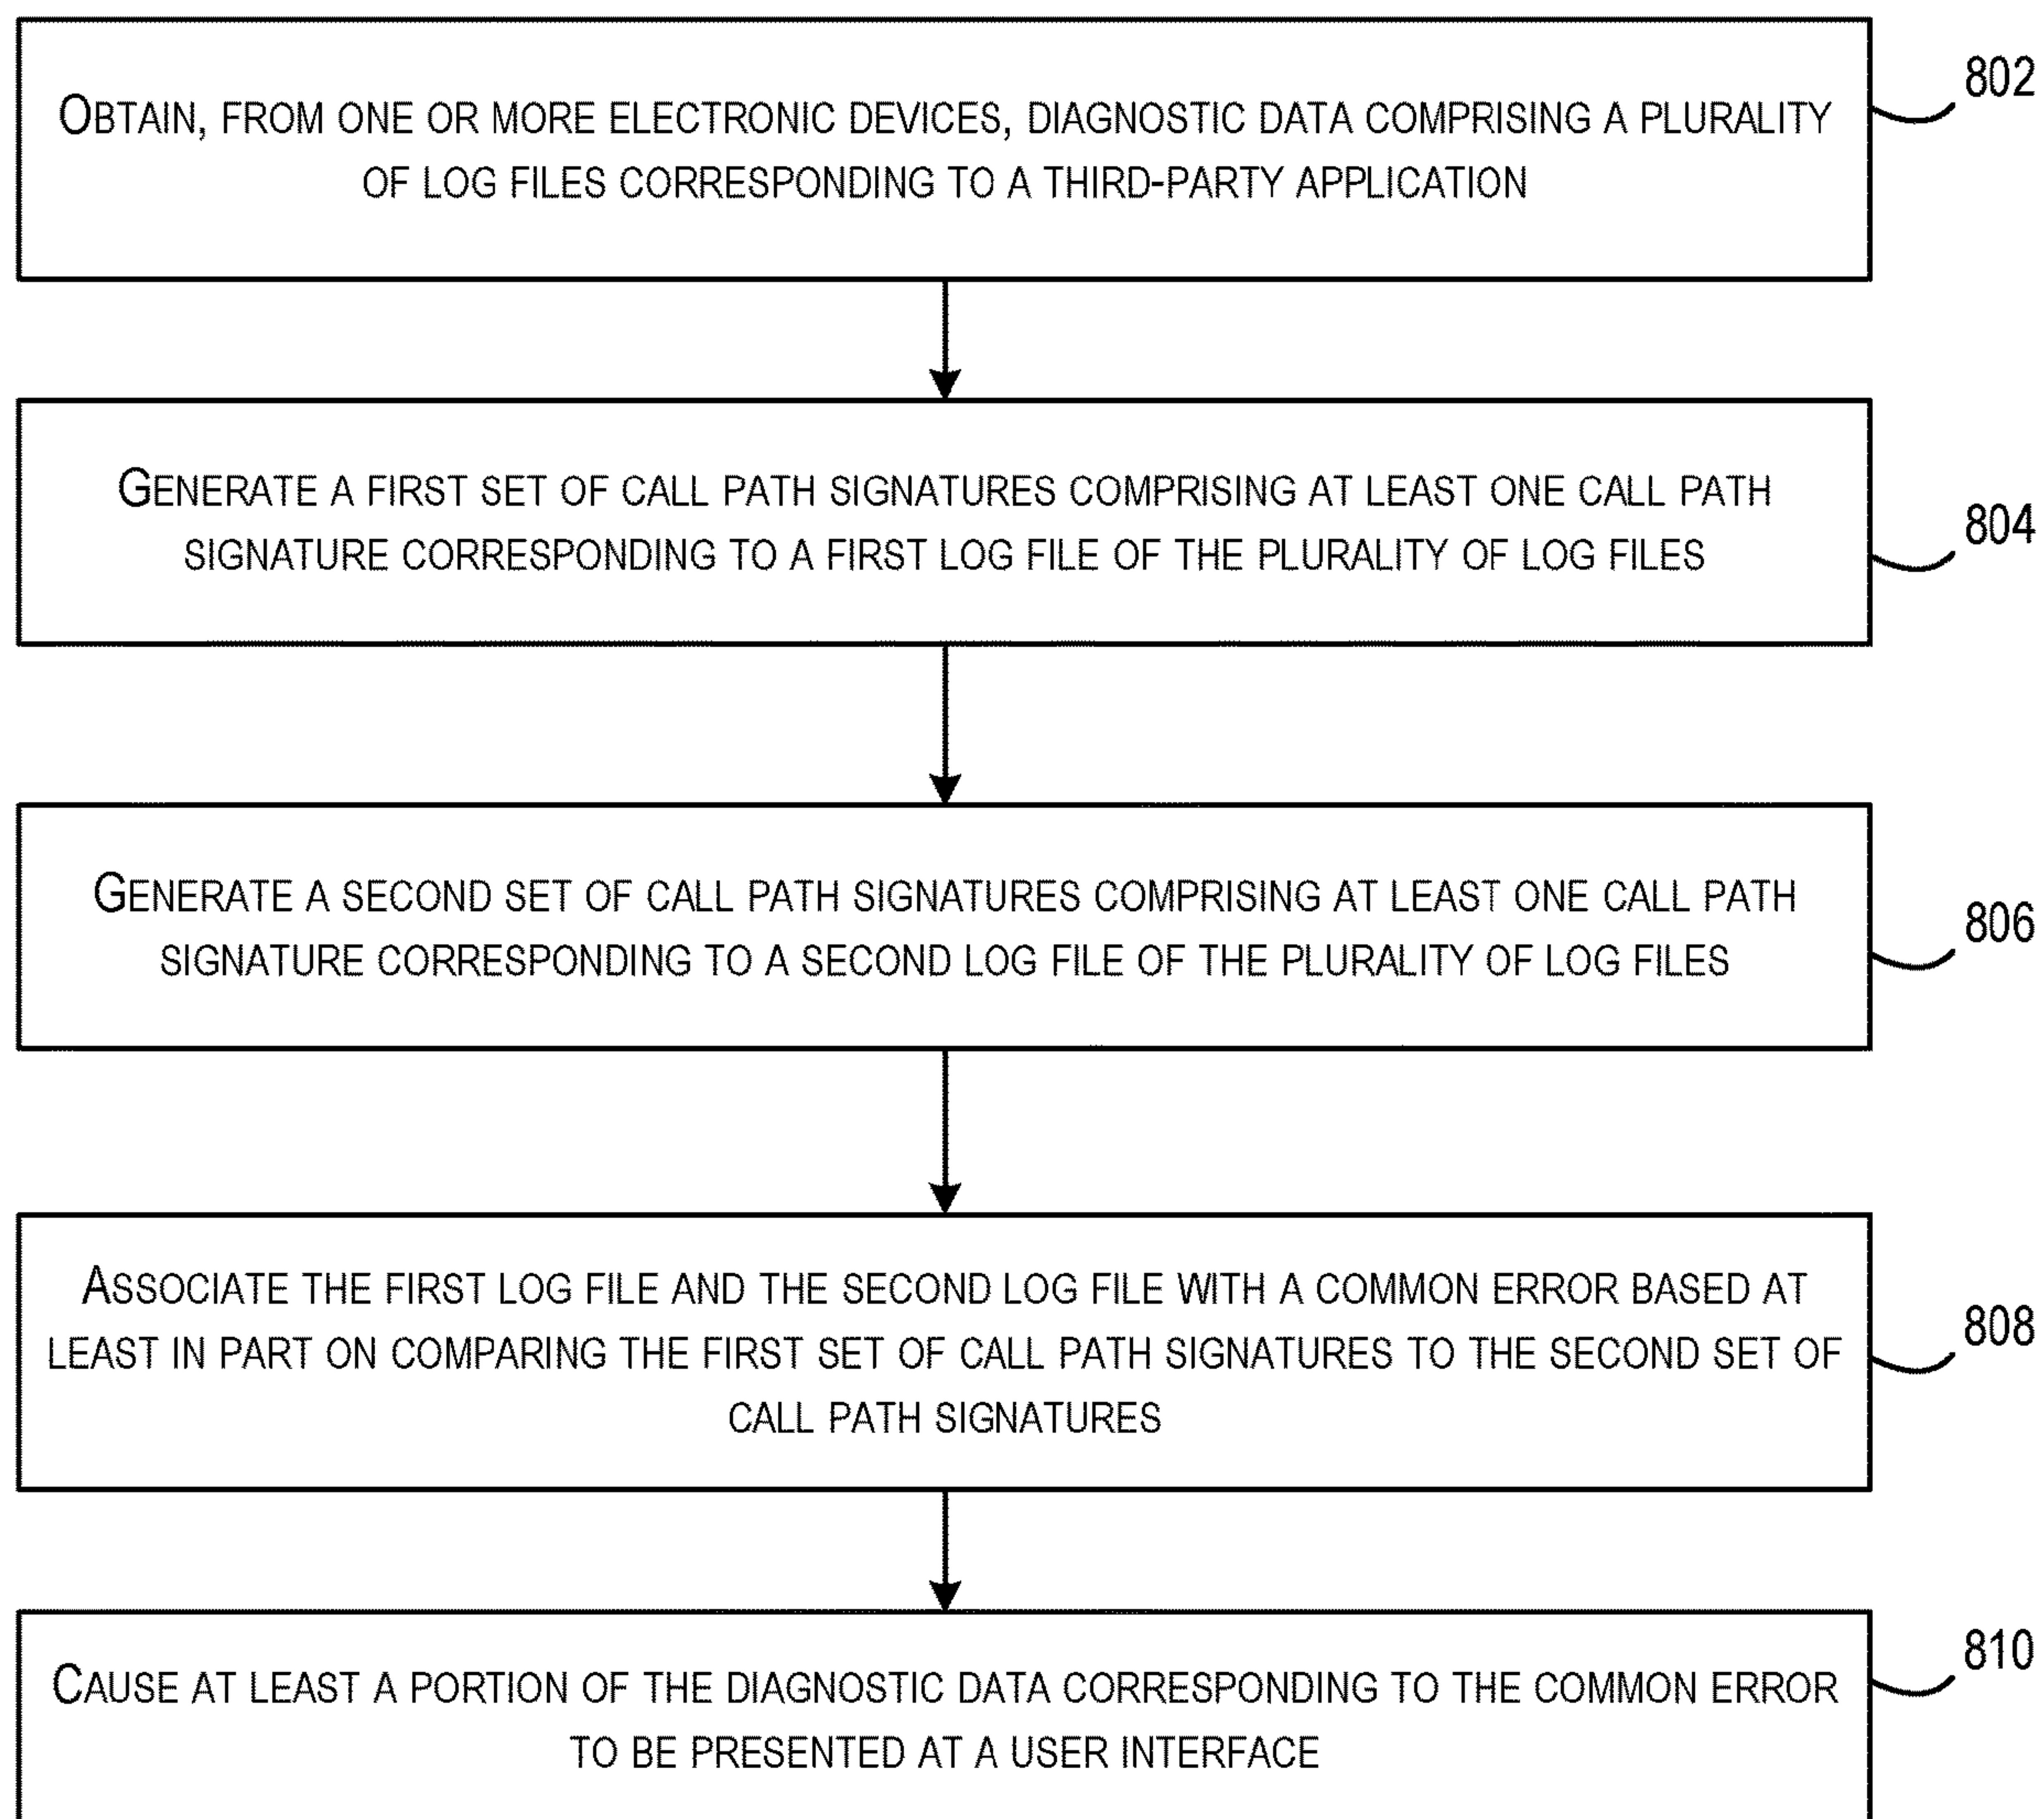 OBTAIN, FROM ONE OR MORE ELECTRONIC DEVICES, DIAGNOSTIC DATA COMPRISING A PLURALITY
OF LOG FILES CORRESPONDING TO A THIRD-PARTY APPLICATION
802
GENERATE A FIRST SET OF CALL PATH SIGNATURES COMPRISING AT LEAST ONE CALL PATH
SIGNATURE CORRESPONDING TO A FIRST LOG FILE OF THE PLURALITY OF LOG FILES
804
GENERATE A SECOND SET OF CALL PATH SIGNATURES COMPRISING AT LEAST ONE CALL PATH
SIGNATURE CORRESPONDING TO A SECOND LOG FILE OF THE PLURALITY OF LOG FILES
806
ASSOCIATE THE FIRST LOG FILE AND THE SECOND LOG FILE WITH A COMMON ERROR BASED AT
LEAST IN PART ON COMPARING THE FIRST SET OF CALL PATH SIGNATURES TO THE SECOND SET OF
CALL PATH SIGNATURES
808
CAUSE AT LEAST A PORTION OF THE DIAGNOSTIC DATA CORRESPONDING TO THE COMMON ERROR
TO BE PRESENTED AT A USER INTERFACE
810